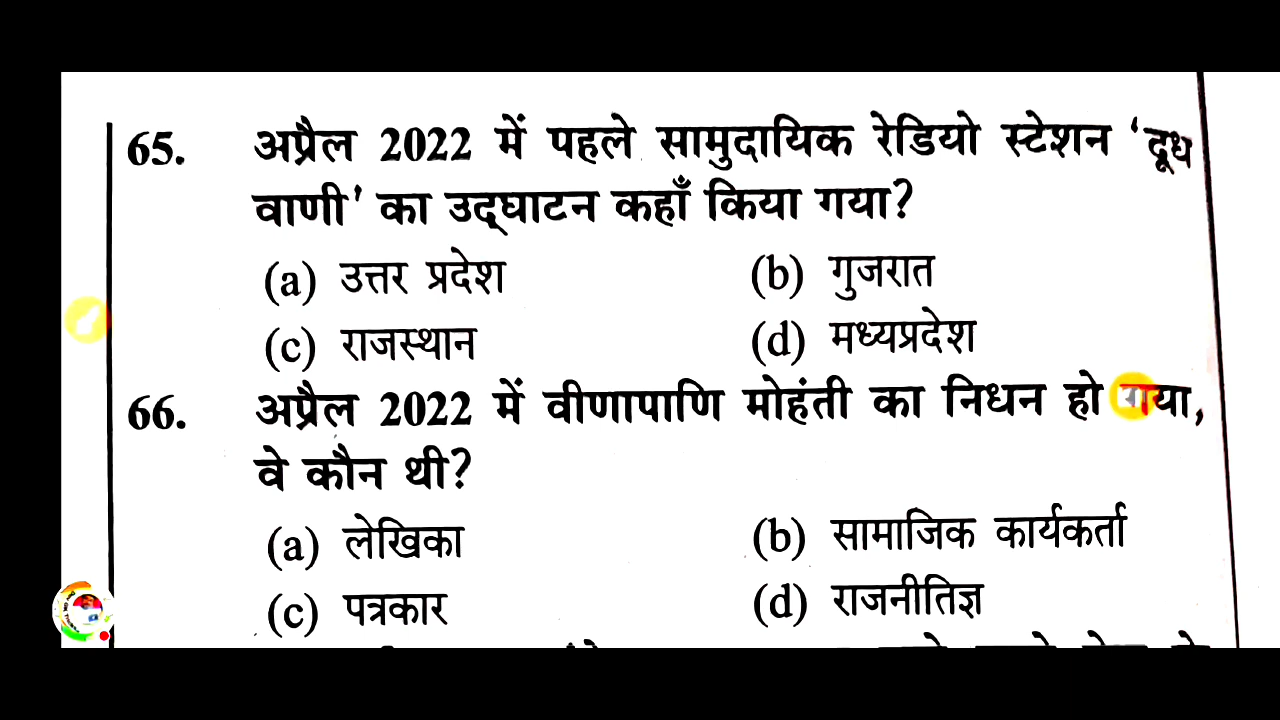 65. अप्रैल 2022 में पहले सामुदायिक रेडियो स्टेशन ‘दूध
वाणी’ का उद्घाटन कहाँ किया गया?
(a) उत्तर प्रदेश (b) गुजरात
(c) राजस्थान (d) मध्यप्रदेश
66. अप्रैल 2022 में वीणापाणि मोहंती का निधन हो गया,
वे कौन थी?
(a) लेखिका (b) सामाजिक कार्यकर्ता
(c) पत्रकार (d) राजनीतिज्ञ